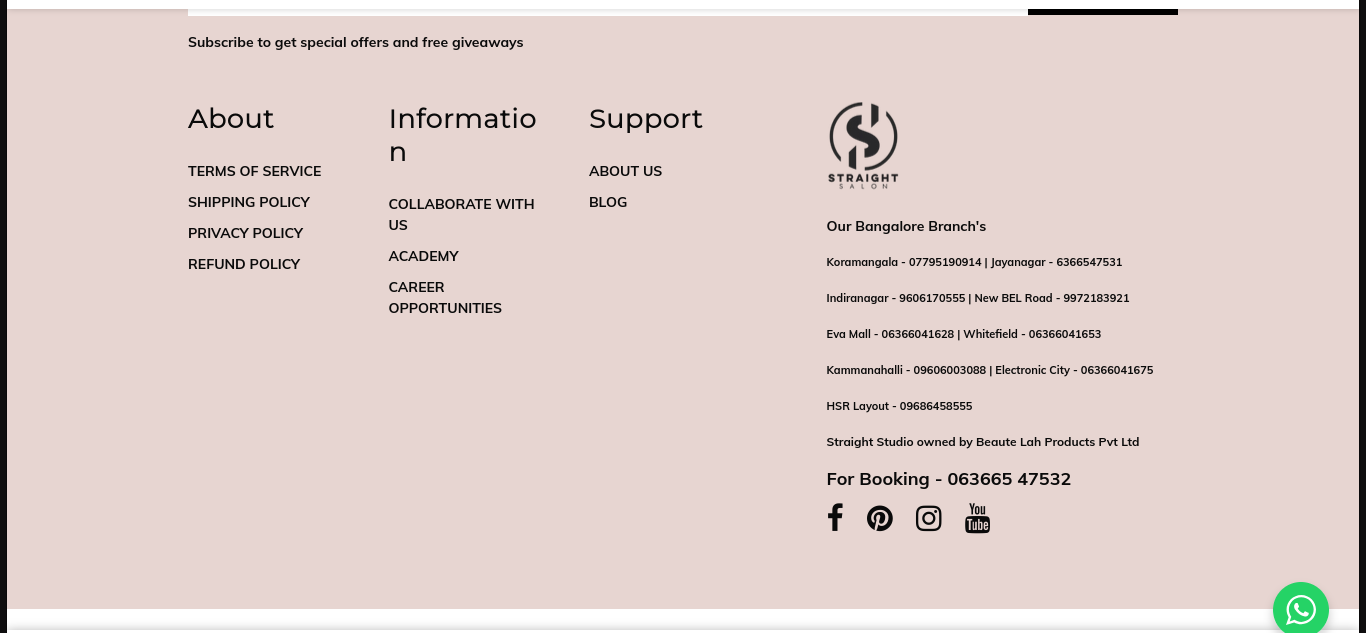 Subscribe to get special offers and free giveaways
About
TERMS OF SERVICE
SHIPPING POLICY
PRIVACY POLICY
REFUND POLICY
Informatio
n
COLLABORATE WITH
US
ACADEMY
CAREER
OPPORTUNITIES
Support
ABOUT US
BLOG
STRAIGHT
SALON
Our Bangalore Branch's
Koramangala - 07795190914 | Jayanagar - 6366547531
Indiranagar - 9606170555 | New BEL Road - 9972183921
Eva Mall - 06366041628 | Whitefield - 06366041653
Kammanahalli - 09606003088 | Electronic City - 06366041675
HSR Layout - 09686458555
Straight Studio owned by Beaute Lah Products Pvt Ltd
For Booking - 063665 47532
You
Tube